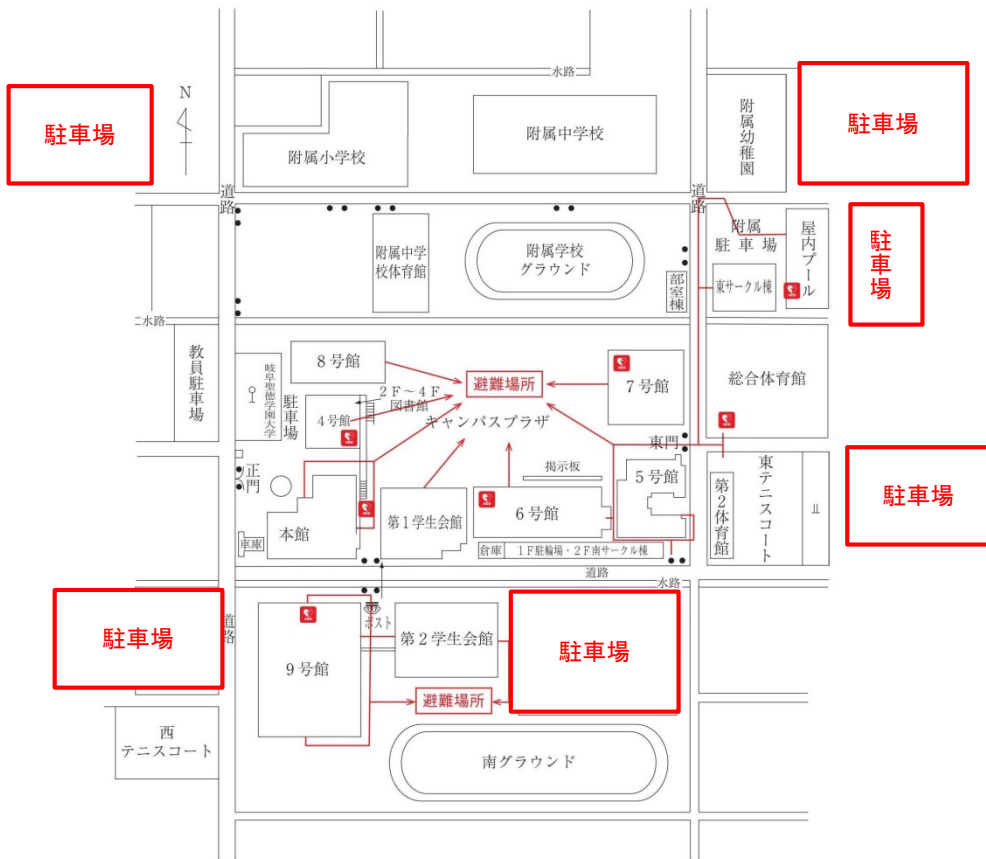 水路
N
駐車場
駐車場
附属幼稚園
附属中学校
附属小学校
道路
道路
附属
駐車場
屋内プール
駐車場
附属中学
校体育館
附属学校
グラウンド
部室棟
東サークル棟
水路
教員駐車場
8号館
岐阜聖徳学園大学
駐車場
2F～4F
図書館
4号館
避難場所
7号館
総合体育館
キャンパスプラザ
東門
正門
掲示板
5号館
第2体育館
東テニスコート
駐車場
本館
第1学生会館
6号館
車庫
倉庫
1F駐輪場・2F南サークル棟
道路
水路
駐車場
道路
ポスト
第2学生会館
駐車場
9号館
避難場所
西
テニスコート
南グラウンド